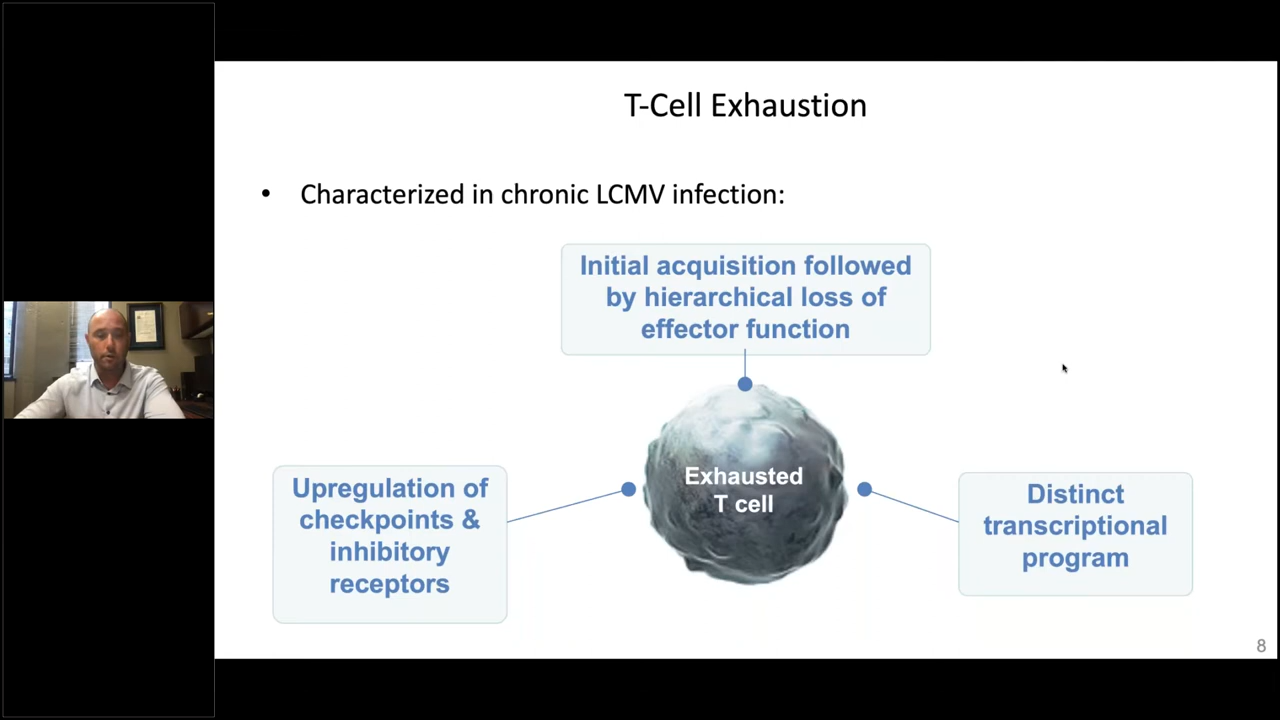 T-Cell Exhaustion
• Characterized in chronic LCMV infection:
Initial acquisition followed
by hierarchical loss of
effector function
Upregulation of
checkpoints &
inhibitory
receptors
Exhausted
T cell
Distinct
transcriptional
program
8